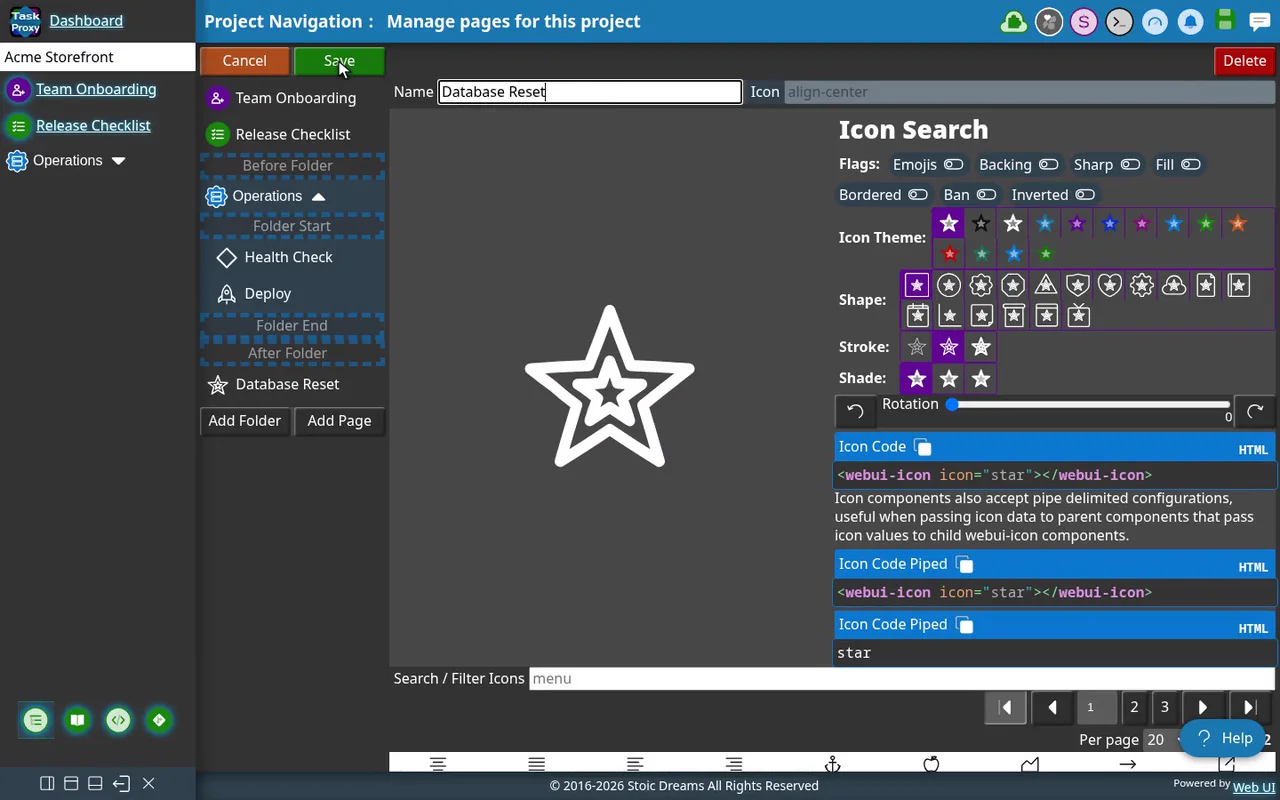 Task
Proxy
Dashboard
Project Navigation : Manage pages for this project
S
Acme Storefront
Team Onboarding
Release Checklist
Operations
Cancel
Save
Delete
Team Onboarding
Release Checklist
Before Folder
Operations
Folder Start
Health Check
Deploy
Folder End
After Folder
Database Reset
Add Folder
Add Page
Name Database Reset
Icon align-center
Icon Search
Flags: Emojis Backing Sharp Fill
Bordered Ban Inverted
Icon Theme:
Shape:
Stroke:
Shade:
Rotation
0
Icon Code HTML
<webui-icon icon="star"></webui-icon>
Icon components also accept pipe delimited configurations,
useful when passing icon data to parent components that pass
icon values to child webui-icon components.
Icon Code Piped HTML
<webui-icon icon="star"></webui-icon>
Icon Code Piped HTML
star
Search / Filter Icons menu
1 2 3
Per page 20
2
? Help
© 2016-2026 Stoic Dreams All Rights Reserved
Powered by Web UI